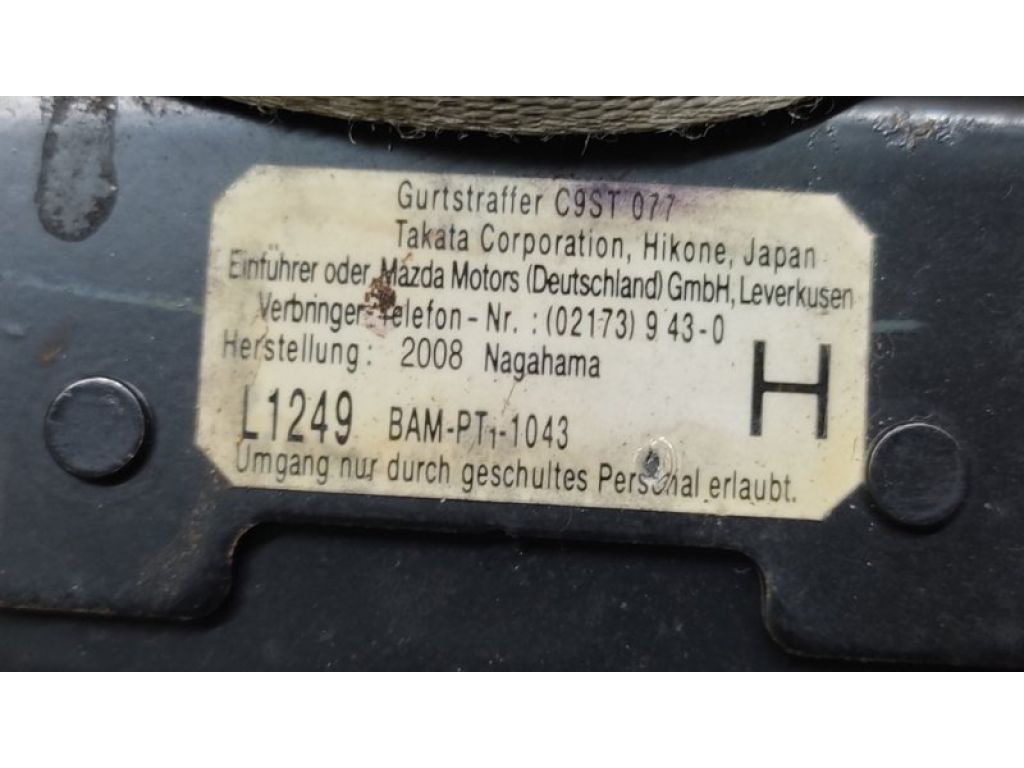 Gurtstraffer C9ST 077
Takata Corporation, Hikone, Japan
Einführer oder Mazda Motors (Deutschland) GmbH, Leverkusen
Verbringer Telefon-Nr. : (02173) 9 43-0
Herstellung: 2008 Nagahama
H
L1249 BAM-PT1-1043
Umgang nur durch geschultes Personal erlaubt.